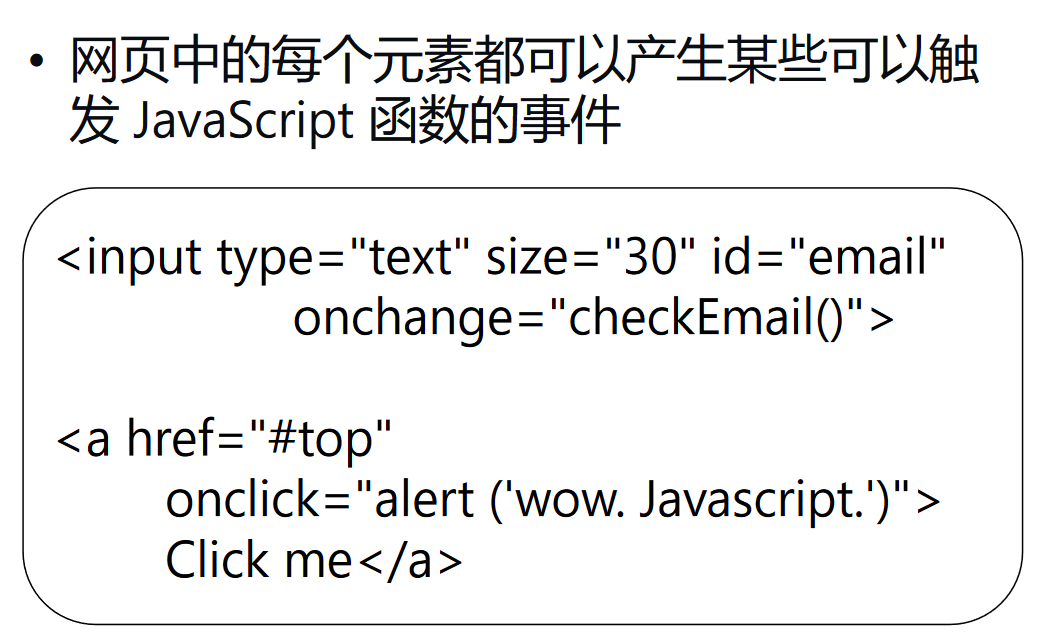 • 网页中的每个元素都可以产生某些可以触
发 JavaScript 函数的事件
<input type="text" size="30" id="email"
onchange="checkEmail()">
<a href="#top"
onclick="alert ('wow. Javascript.')">
Click me</a>